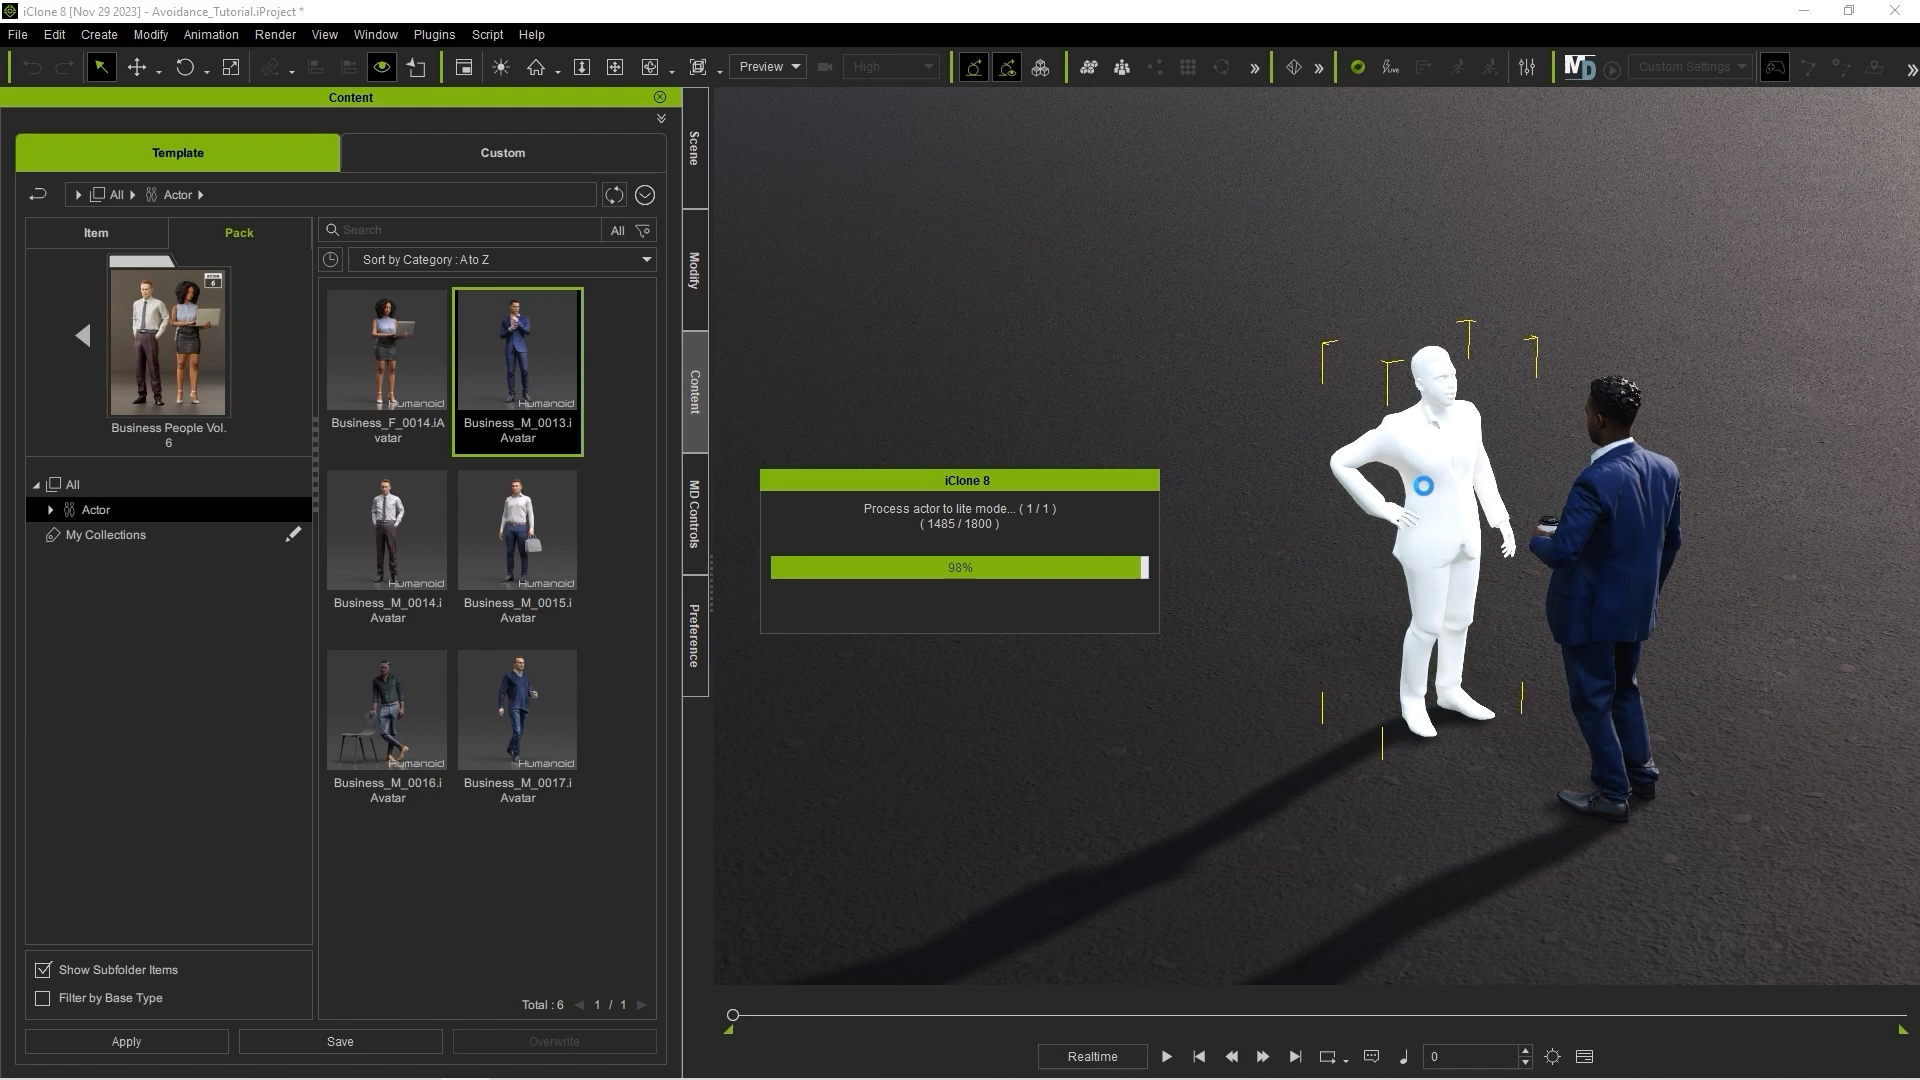 iClone 8 [Nov 29 2023] - Avoidance_Tutorial.iProject *
File Edit Create Modify Animation Render View Window Plugins Script Help
Preview High LIVE MD Custom Settings
Content
Template Custom
All Actor
Item Pack
Search All
Sort by Category : A to Z
ACTOR
6
Business People Vol.
6
All
Actor
My Collections
Humanoid
Business_F_0014.iA
vatar
Humanoid
Business_M_0013.i
Avatar
Humanoid
Business_M_0014.i
Avatar
Humanoid
Business_M_0015.i
Avatar
Humanoid
Business_M_0016.i
Avatar
Humanoid
Business_M_0017.i
Avatar
Show Subfolder Items
Filter by Base Type
Total : 6 1 / 1
Apply Save Overwrite
Scene
Modify
Content
MD Controls
Preference
iClone 8
Process actor to lite mode... ( 1 / 1 )
( 1485 / 1800 )
98%
Realtime 0